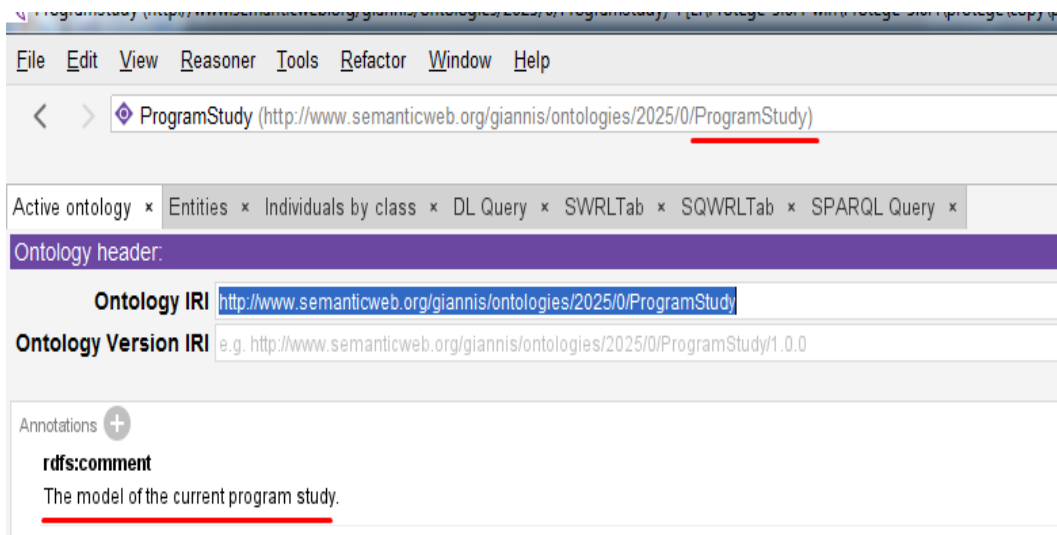 File Edit View Reasoner Tools Refactor Window Help
ProgramStudy (http://www.semanticweb.org/giannis/ontologies/2025/0/ProgramStudy)
Active ontology × Entities × Individuals by class × DL Query × SWRLTab × SQWRLTab × SPARQL Query ×
Ontology header:
Ontology IRI http://www.semanticweb.org/giannis/ontologies/2025/0/ProgramStudy
Ontology Version IRI e.g. http://www.semanticweb.org/giannis/ontologies/2025/0/ProgramStudy/1.0.0
Annotations +
rdfs:comment
The model of the current program study.